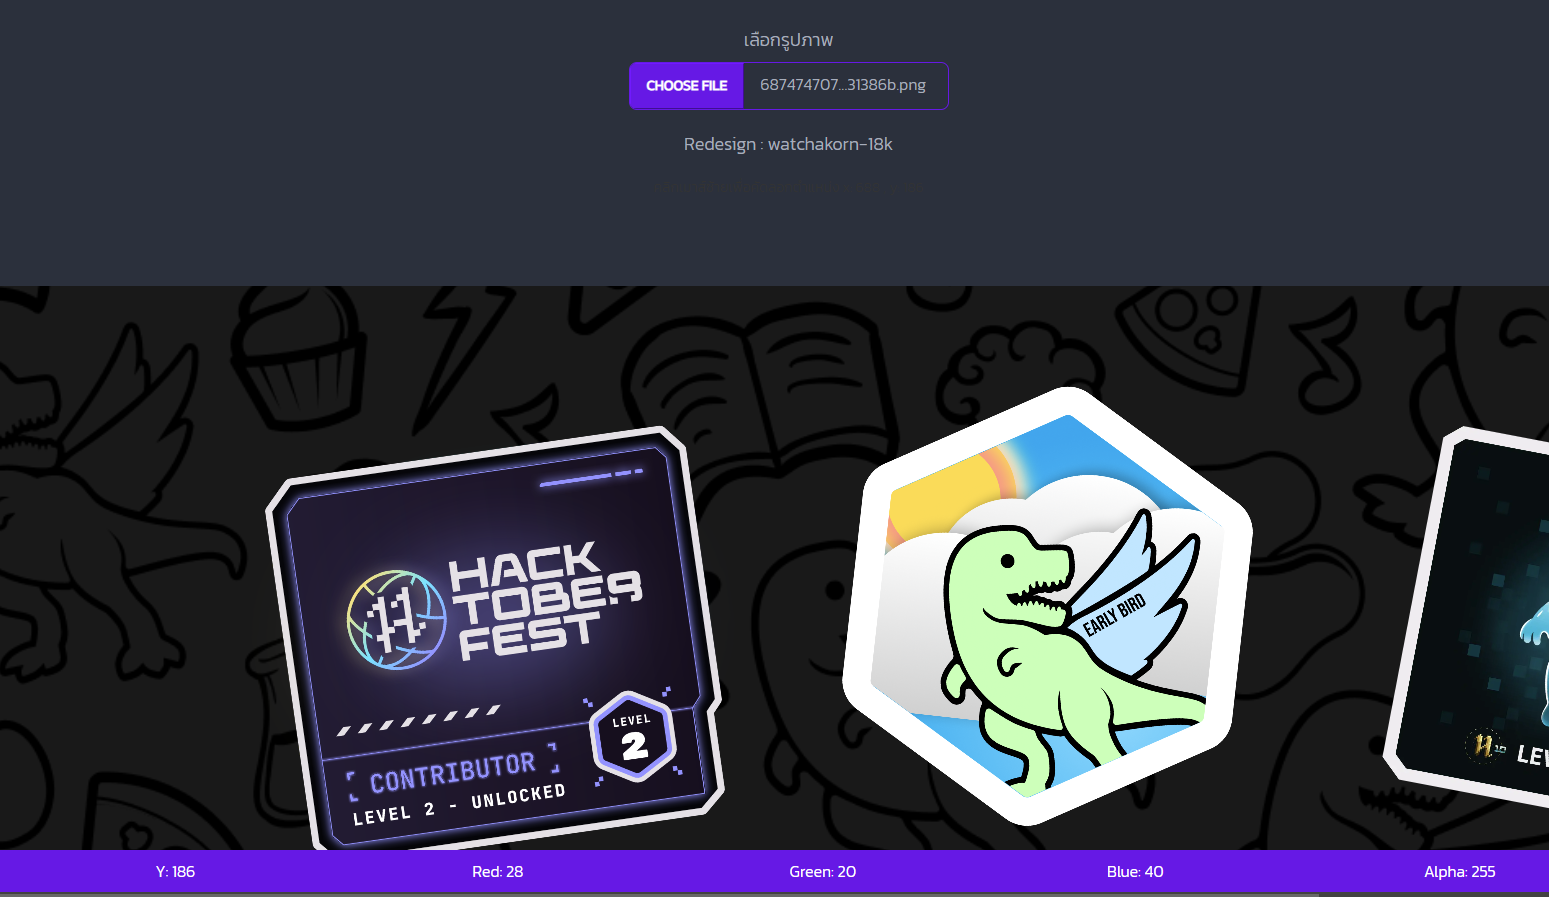 เลือกรูปภาพ
CHOOSE FILE 687474707...31386b.png
Redesign : watchakorn-18k
HACK
TOBER
FEST
LEVEL
2
CONTRIBUTOR
LEVEL 2 - UNLOCKED
EARLY BIRD
LEV
Y: 186 Red: 28 Green: 20 Blue: 40 Alpha: 255